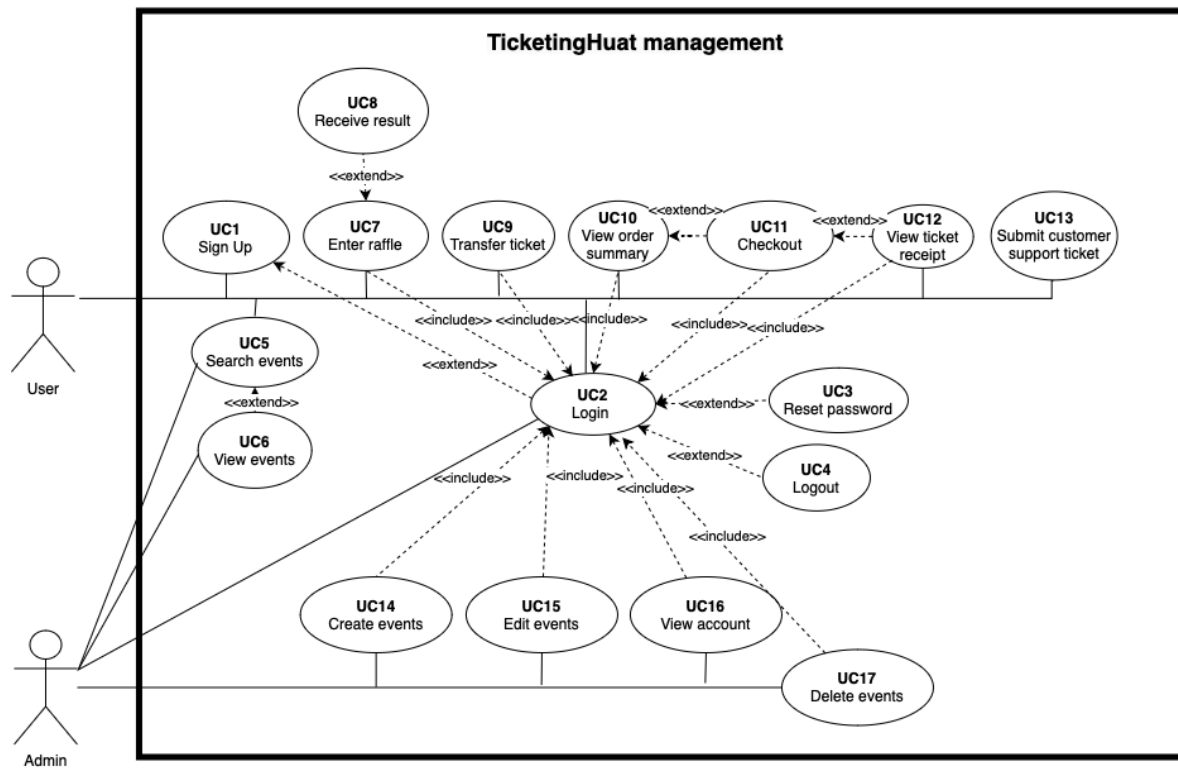 TicketingHuat management
UC8
Receive result
<<extend>>
UC1
Sign Up
UC7
Enter raffle
UC9
Transfer ticket
UC10
View order
summary
<<extend>>
UC11
Checkout
<<extend>>
UC12
View ticket
receipt
UC13
Submit customer
support ticket
User
UC5
Search events
<<extend>>
UC6
View events
<<include>>
<<include>>
<<include>>
<<include>>
<<include>>
<<extend>>
UC2
Login
<<extend>>
UC3
Reset password
<<extend>>
UC4
Logout
<<include>>
<<include>>
<<include>>
<<include>>
UC14
Create events
UC15
Edit events
UC16
View account
UC17
Delete events
Admin